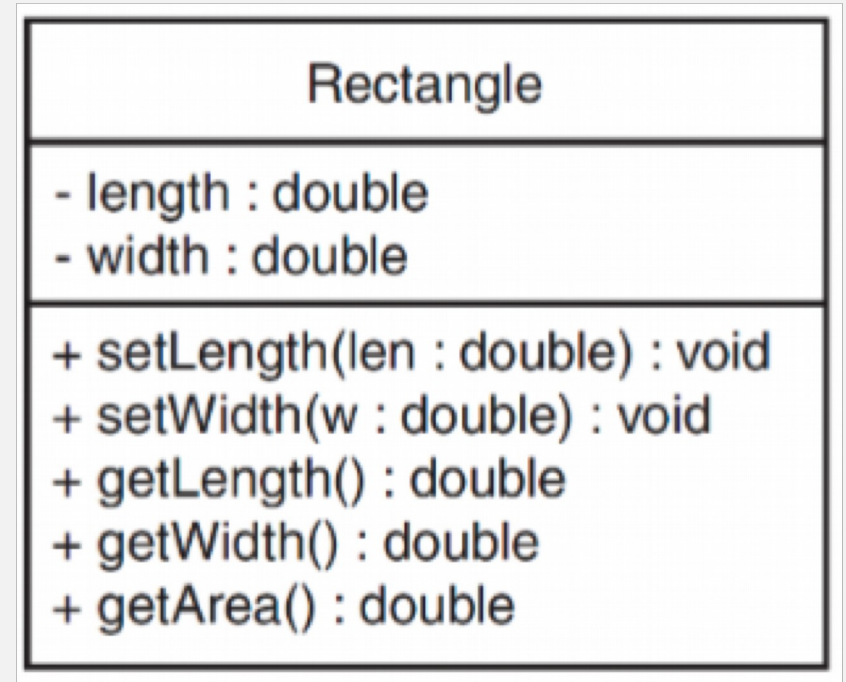 Rectangle
- length : double
- width : double
+ setLength(len : double) : void
+ setWidth(w : double) : void
+ getLength() : double
+ getWidth() : double
+ getArea() : double